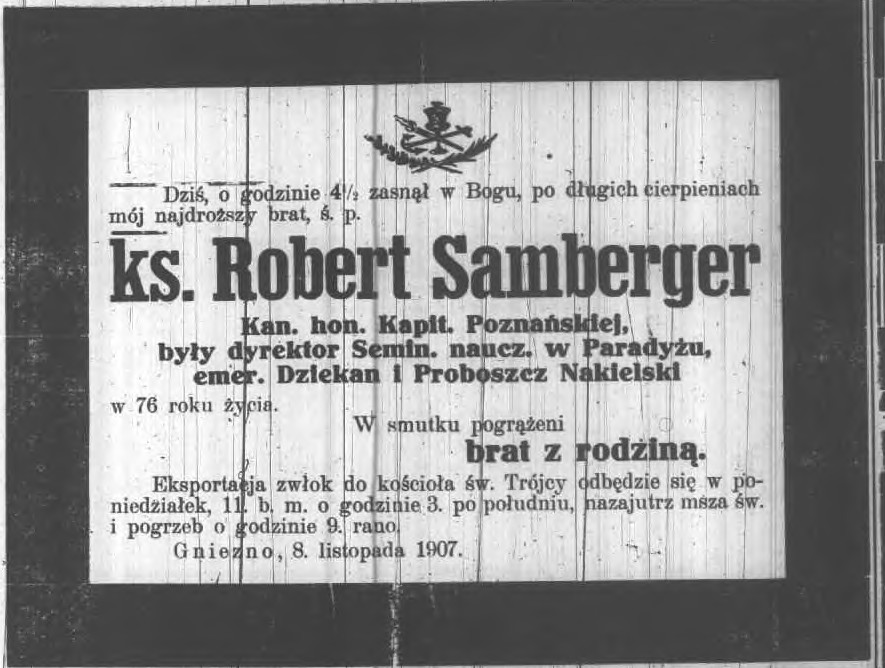 Dziś, o godzinie 4½ zasnął w Bogu, po długich cierpieniach
mój najdroższy brat, ś. p.
ks. Robert Samberger
Kan. hon. Kapit. Poznańskiej,
były dyrektor Semin. naucz. w Paradyżu,
emer. Dziekan i Proboszcz Nakielski
w 76 roku życia.
W smutku pogrążeni
brat z rodziną.
Eksportacja zwłok do kościoła św. Trójcy odbędzie się w po-
niedziałek, 11. b. m. o godzinie 3. po południu, nazajutrz msza św.
i pogrzeb o godzinie 9. rano.
Gniezno, 8. listopada 1907.